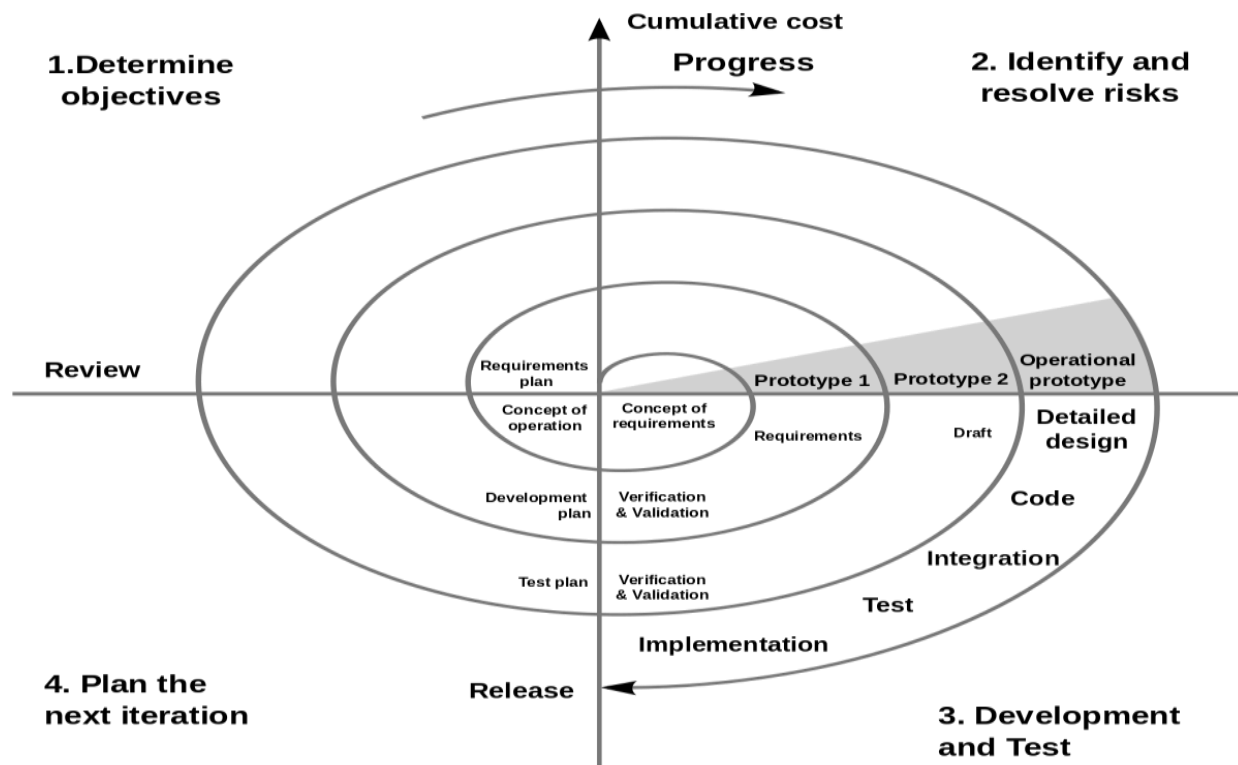 Cumulative cost
1.Determine
objectives
Progress
2. Identify and
resolve risks
Review
Requirements
plan
Prototype 1
Prototype 2
Operational
prototype
Concept of
operation
Concept of
requirements
Requirements
Draft
Detailed
design
Development
plan
Verification
& Validation
Code
Integration
Test plan
Verification
& Validation
Test
Implementation
4. Plan the
next iteration
Release
3. Development
and Test